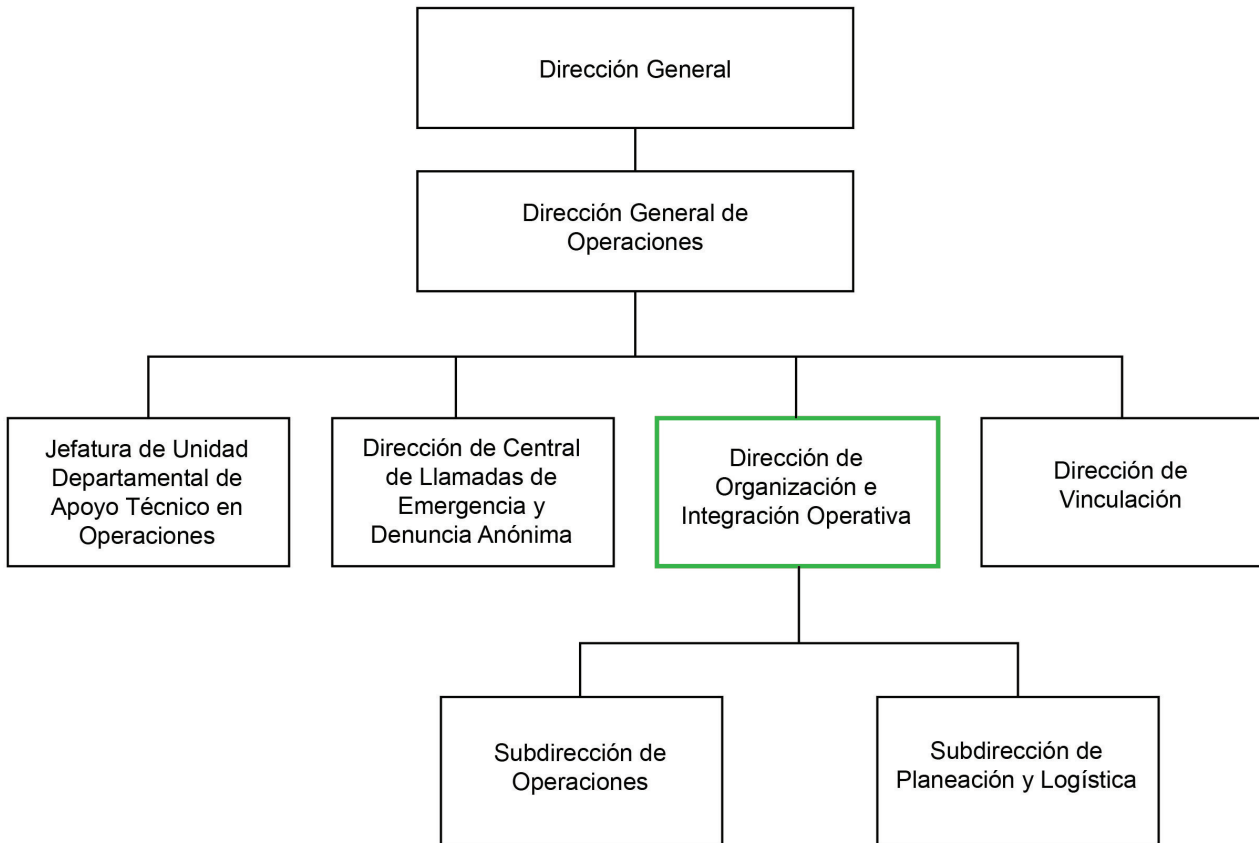 Dirección General
Dirección General de
Operaciones
Jefatura de Unidad
Departamental de
Apoyo Técnico en
Operaciones
Dirección de Central
de Llamadas de
Emergencia y
Denuncia Anónima
Dirección de
Organización e
Integración Operativa
Dirección de
Vinculación
Subdirección de
Operaciones
Subdirección de
Planeación y Logística